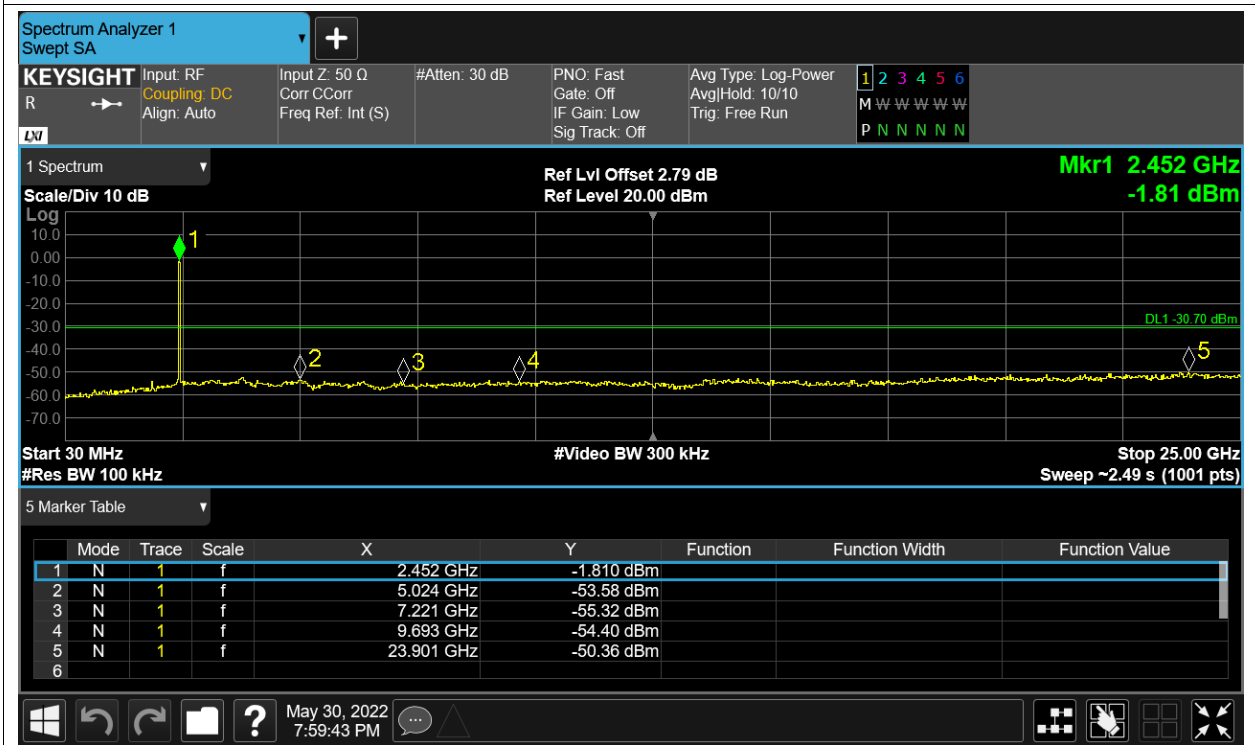 Spectrum Analyzer 1
Swept SA
KEYSIGHT Input: RF Input Z: 50 Ω #Atten: 30 dB PNO: Fast Avg Type: Log-Power 1 2 3 4 5 6
R Coupling: DC Corr CCorr Gate: Off Avg|Hold: 10/10 M W W W W W
Align: Auto Freq Ref: Int (S) IF Gain: Low Trig: Free Run
LXI Sig Track: Off P N N N N N
1 Spectrum Ref Lvl Offset 2.79 dB Mkr1 2.452 GHz
Scale/Div 10 dB Ref Level 20.00 dBm -1.81 dBm
Log
10.0 1
0.00
-10.0
-20.0
DL1 -30.70 dBm
-30.0
-40.0
2 3 4 5
-50.0
-60.0
-70.0
Start 30 MHz #Video BW 300 kHz Stop 25.00 GHz
#Res BW 100 kHz Sweep ~2.49 s (1001 pts)
5 Marker Table
Mode Trace Scale X Y Function Function Width Function Value
1 N 1 f 2.452 GHz -1.810 dBm
2 N 1 f 5.024 GHz -53.58 dBm
3 N 1 f 7.221 GHz -55.32 dBm
4 N 1 f 9.693 GHz -54.40 dBm
5 N 1 f 23.901 GHz -50.36 dBm
6
? May 30, 2022
7:59:43 PM